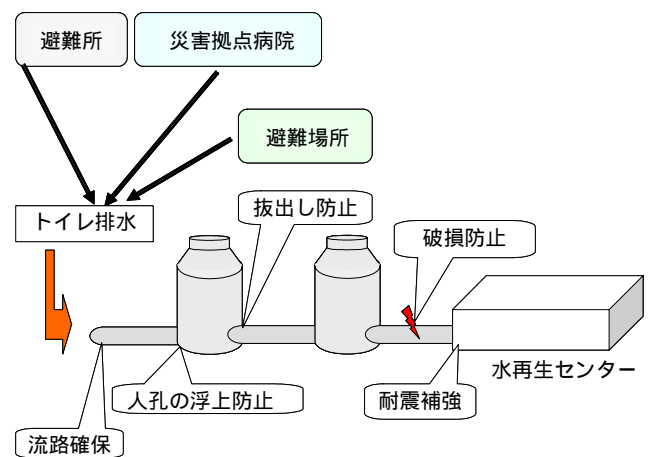 避難所
災害拠点病院
避難場所
トイレ排水
抜出し防止
破損防止
水再生センター
人孔の浮上防止
耐震補強
流路確保